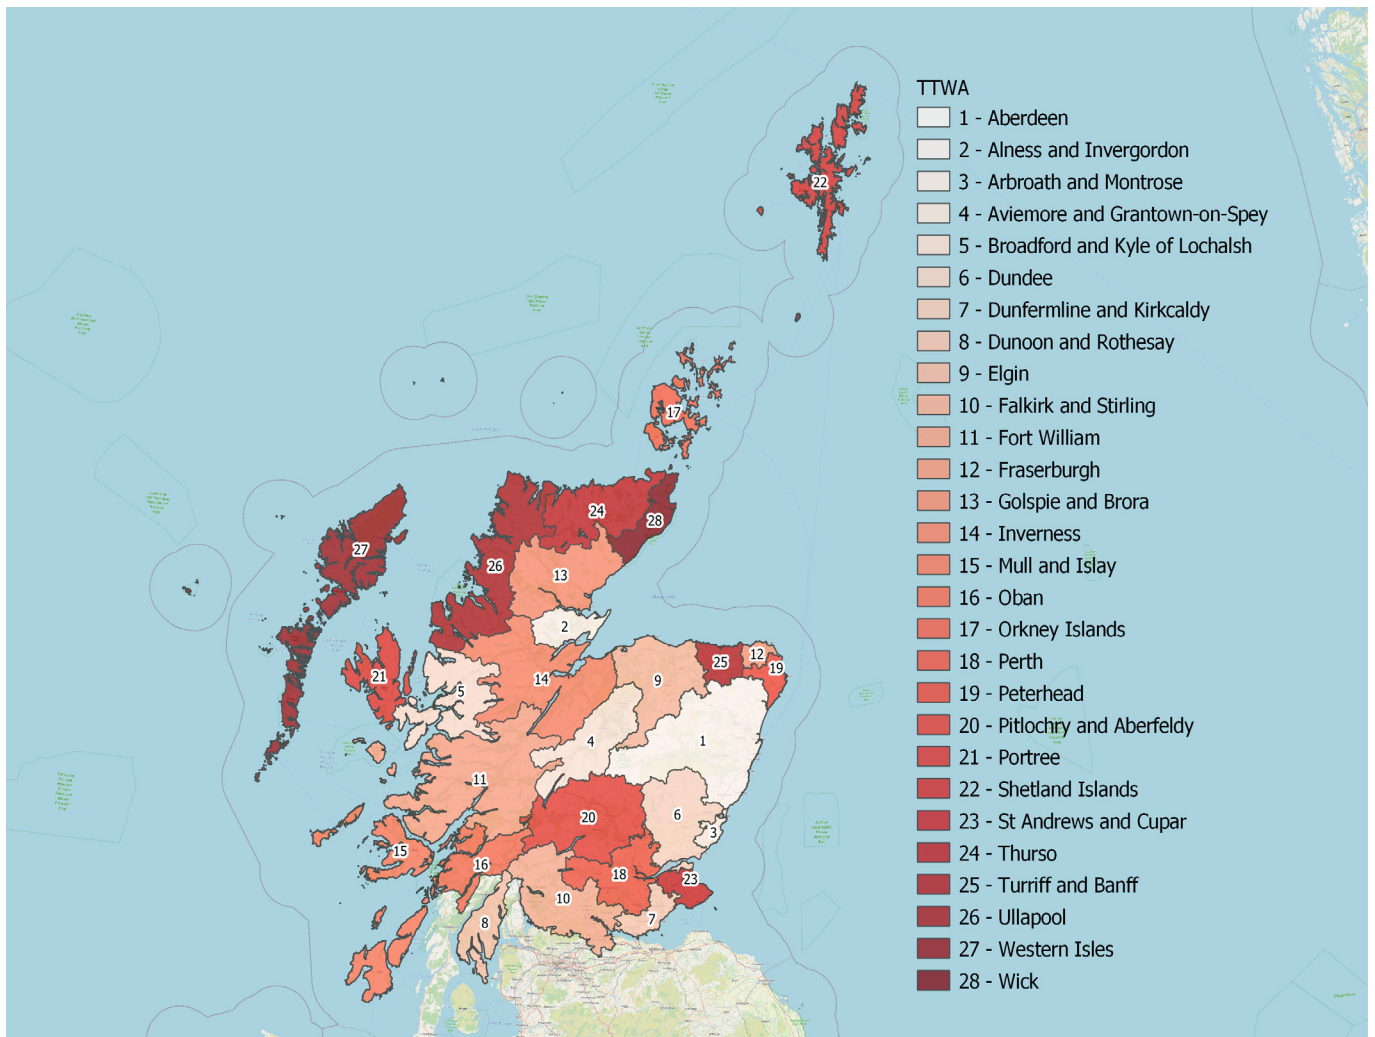 TTWA
1 - Aberdeen
2 - Alness and Invergordon
3 - Arbroath and Montrose
4 - Aviemore and Grantown-on-Spey
5 - Broadford and Kyle of Lochalsh
6 - Dundee
7 - Dunfermline and Kirkcaldy
8 - Dunoon and Rothesay
9 - Elgin
10 - Falkirk and Stirling
11 - Fort William
12 - Fraserburgh
13 - Golspie and Brora
14 - Inverness
15 - Mull and Islay
16 - Oban
17 - Orkney Islands
18 - Perth
19 - Peterhead
20 - Pitlochry and Aberfeldy
21 - Portree
22 - Shetland Islands
23 - St Andrews and Cupar
24 - Thurso
25 - Turriff and Banff
26 - Ullapool
27 - Western Isles
28 - Wick
22
17
24
28
27
26
13
2
25
12
19
21
14
9
5
4
1
11
20
6
3
15
16
18
23
10
7
8